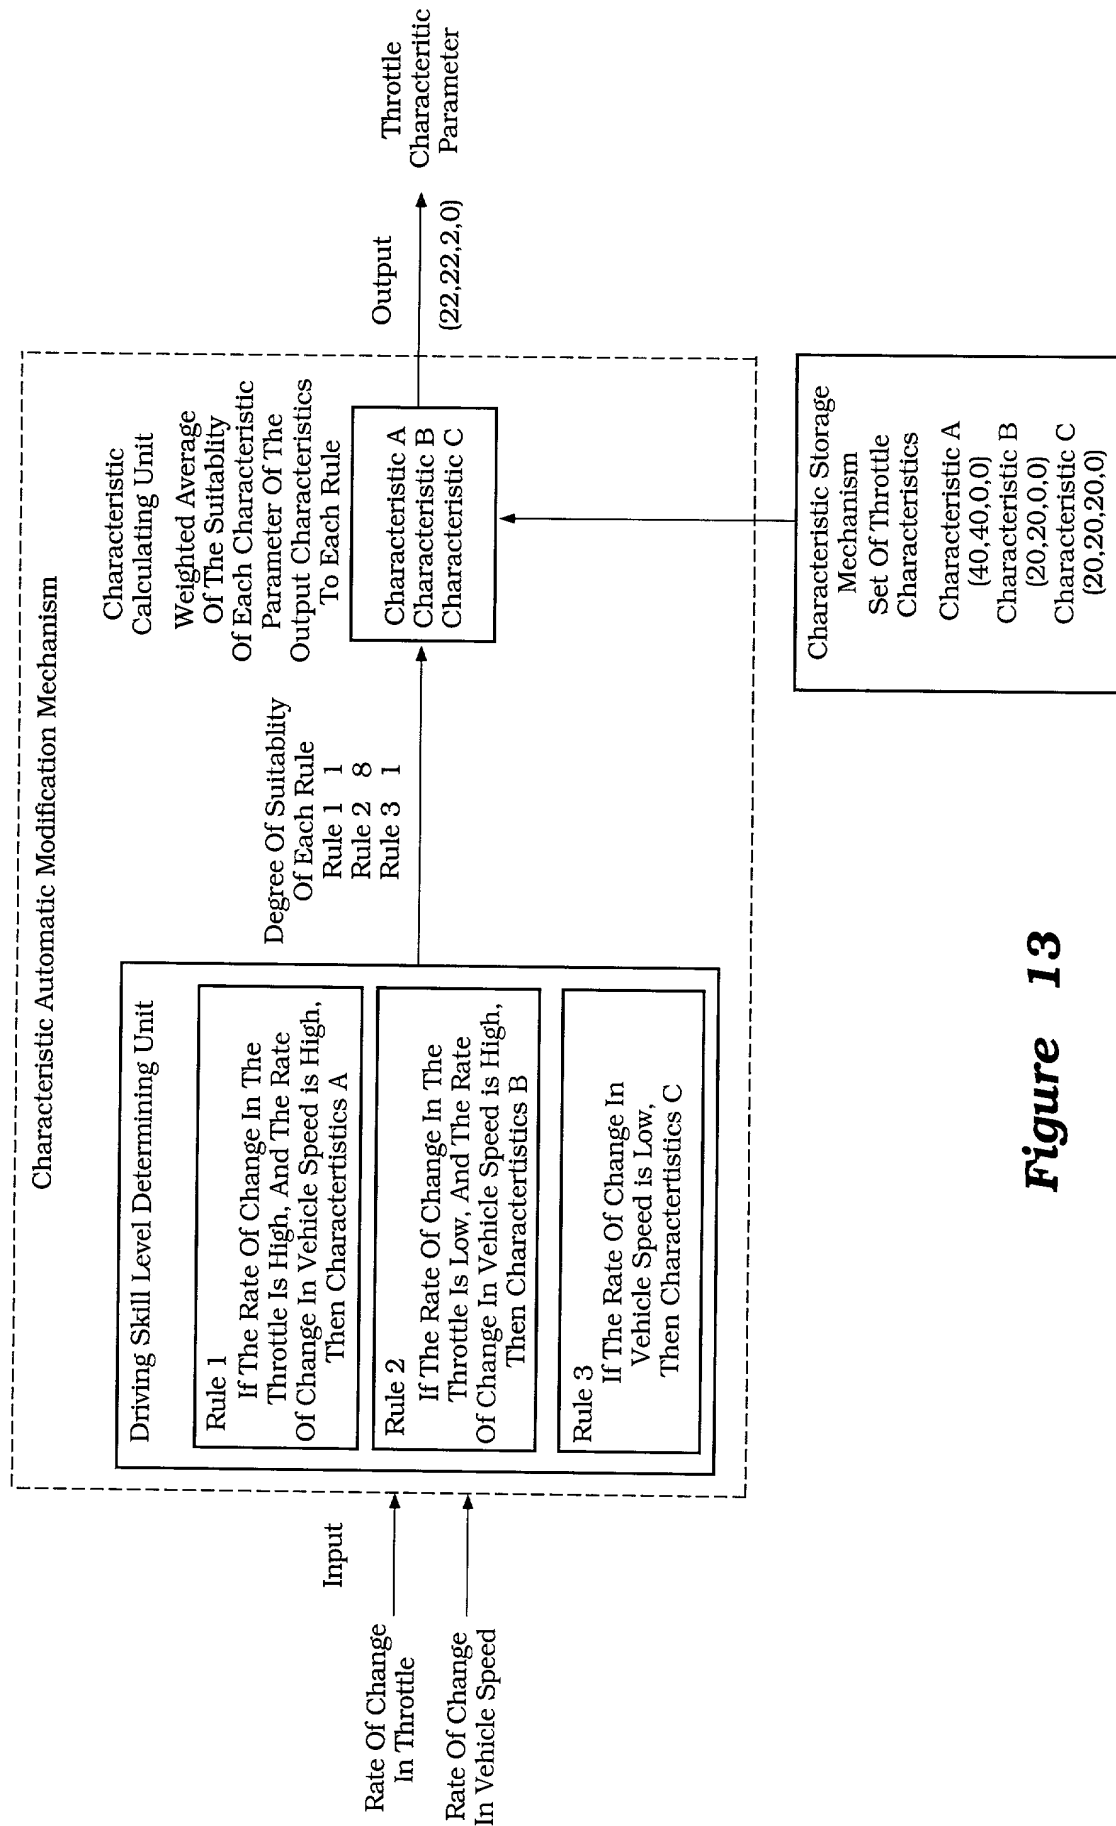 Characteristic Automatic Modification Mechanism
Input
Rate Of Change
In Throttle
Rate Of Change
In Vehicle Speed
Driving Skill Level Determining Unit
Rule 1
If The Rate Of Change In The
Throttle Is High, And The Rate
Of Change In Vehicle Speed is High,
Then Charactertistics A
Rule 2
If The Rate Of Change In The
Throttle Is Low, And The Rate
Of Change In Vehicle Speed is High,
Then Charactertistics B
Rule 3
If The Rate Of Change In
Vehicle Speed is Low,
Then Charactertistics C
Degree Of Suitablity
Of Each Rule
Rule 1 1
Rule 2 8
Rule 3 1
Characteristic
Calculating Unit
Weighted Average
Of The Suitablity
Of Each Characteristic
Parameter Of The
Output Characteristics
To Each Rule
Characteristic A
Characteristic B
Characteristic C
Output
(22,22,2,0)
Throttle
Characteritic
Parameter
Characteristic Storage
Mechanism
Set Of Throttle
Characteristics
Characteristic A
(40,40,0,0)
Characteristic B
(20,20,0,0)
Characteristic C
(20,20,20,0)
Figure 13